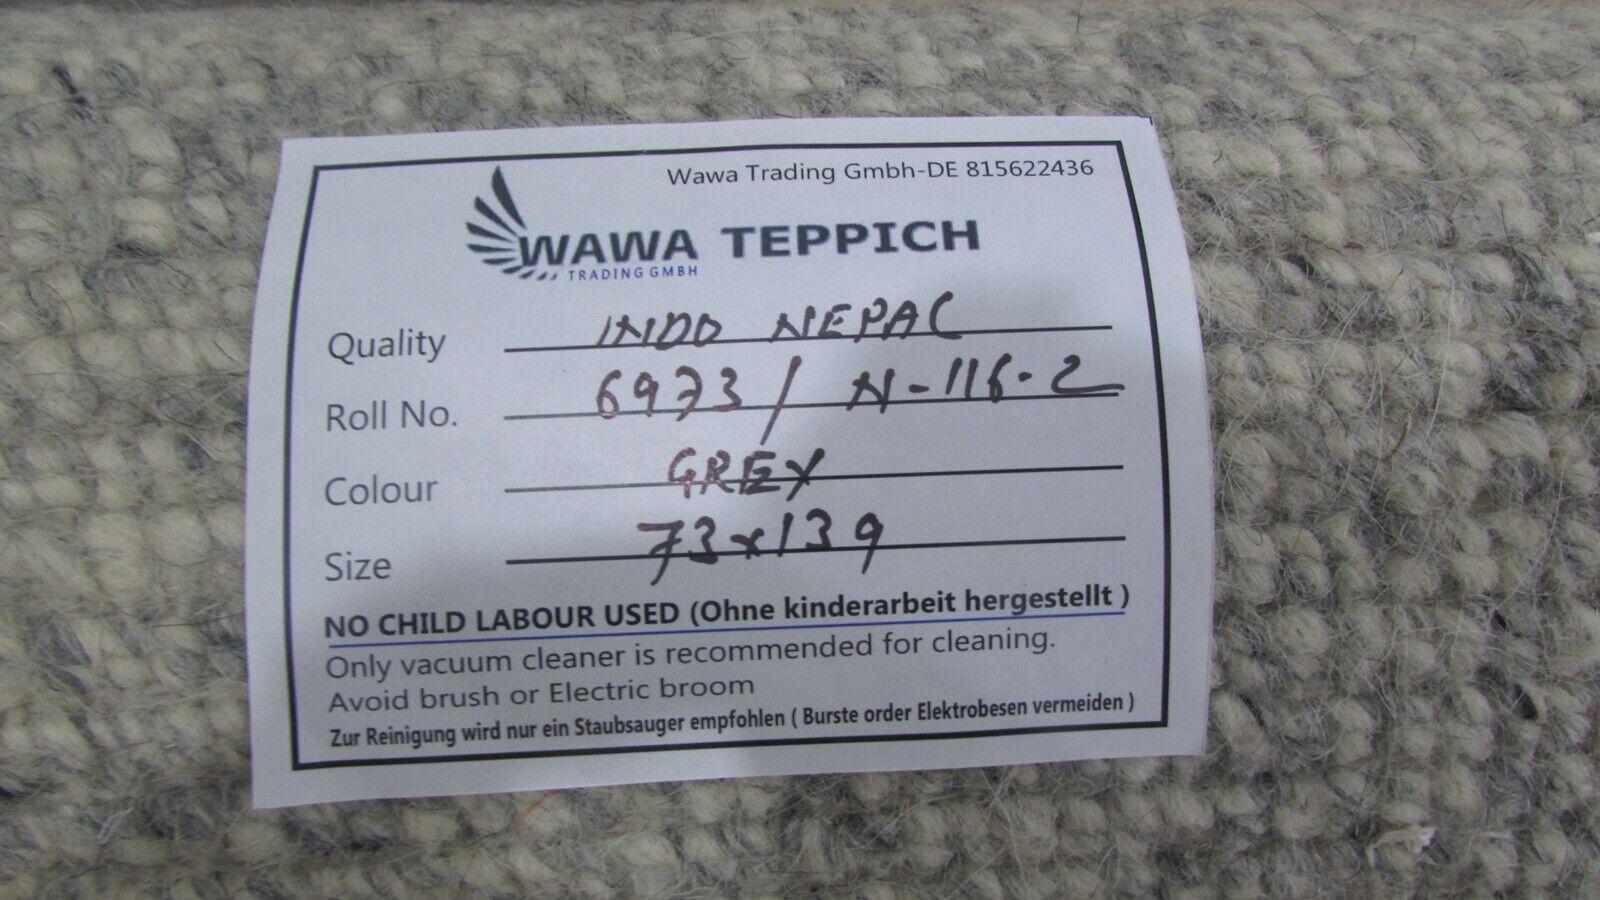 Wawa Trading Gmbh-DE 815622436
WAWA TEPPICH
TRADING GMBH
Quality INDO NEPAL
Roll No. 6973 / N-116-2
Colour GREY
Size 73x139
NO CHILD LABOUR USED (Ohne kinderarbeit hergestellt )
Only vacuum cleaner is recommended for cleaning.
Avoid brush or Electric broom
Zur Reinigung wird nur ein Staubsauger empfohlen ( Burste order Elektrobesen vermeiden )